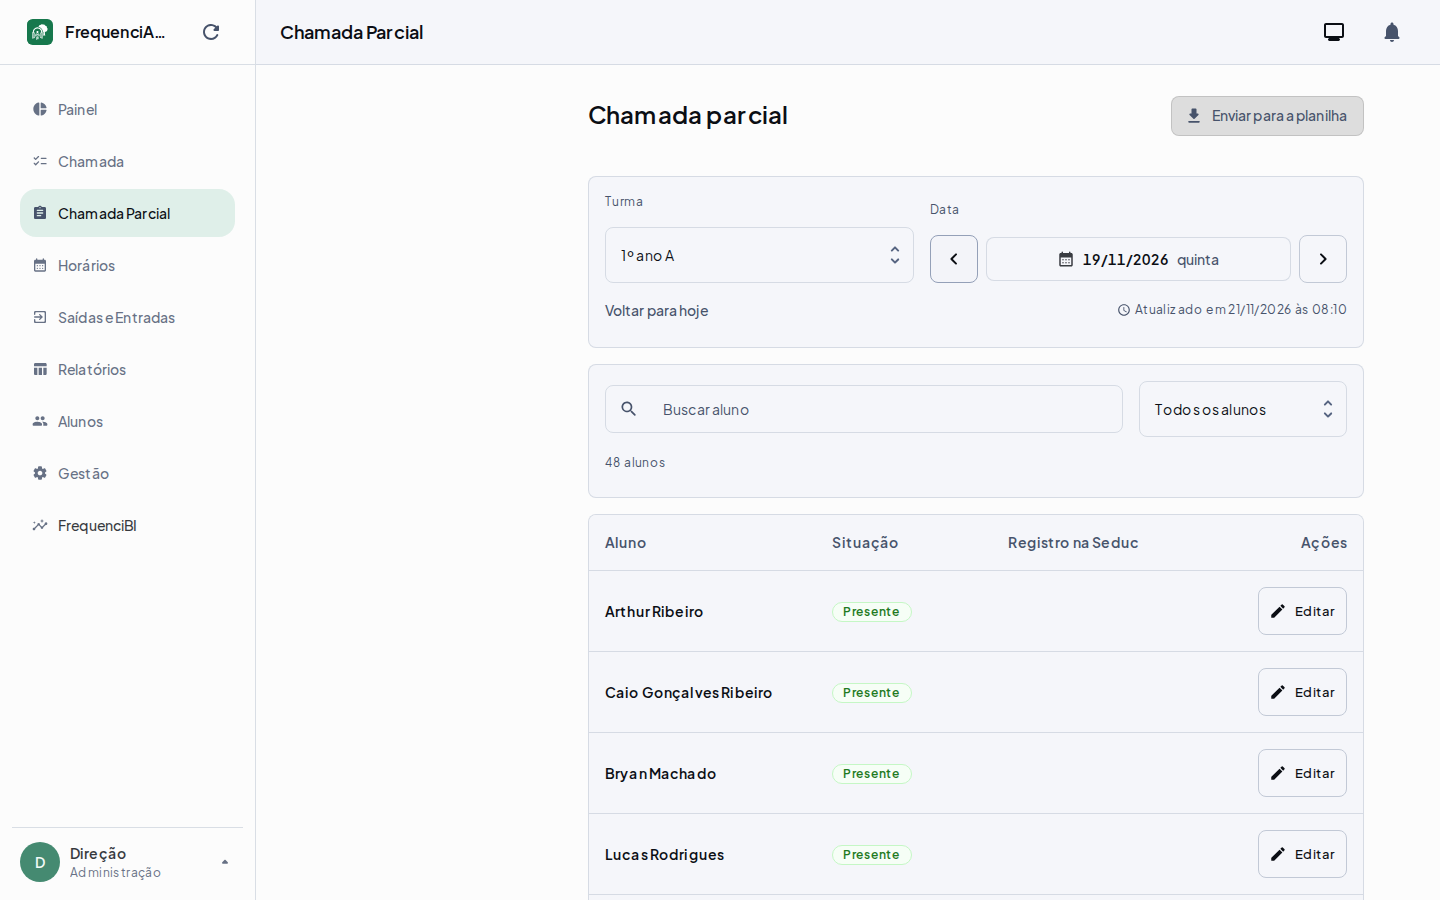 FrequenciA...
Chamada Parcial
Painel
Chamada
Chamada Parcial
Horários
Saídas e Entradas
Relatórios
Alunos
Gestão
FrequenciBI
D
Direção
Administração
Chamada parcial
Enviar para a planilha
Turma
Data
1º ano A
19/11/2026 quinta
Voltar para hoje
Atualizado em 21/11/2026 às 08:10
Buscar aluno
Todos os alunos
48 alunos
Aluno Situação Registro na Seduc Ações
Arthur Ribeiro Presente Editar
Caio Gonçalves Ribeiro Presente Editar
Bryan Machado Presente Editar
Lucas Rodrigues Presente Editar